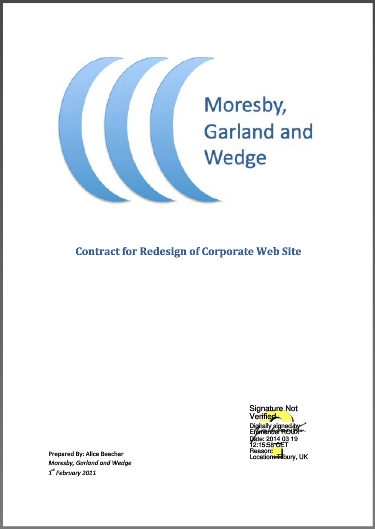 Moresby,
Garland and
Wedge
Contract for Redesign of Corporate Web Site
Signature Not
Verified
Digitally signed by
Date: 2014 03 19
12:15:58 CET
Reason:
Location: Tilbury, UK
Prepared By: Alice Beecher
Moresby, Garland and Wedge
1st February 2011